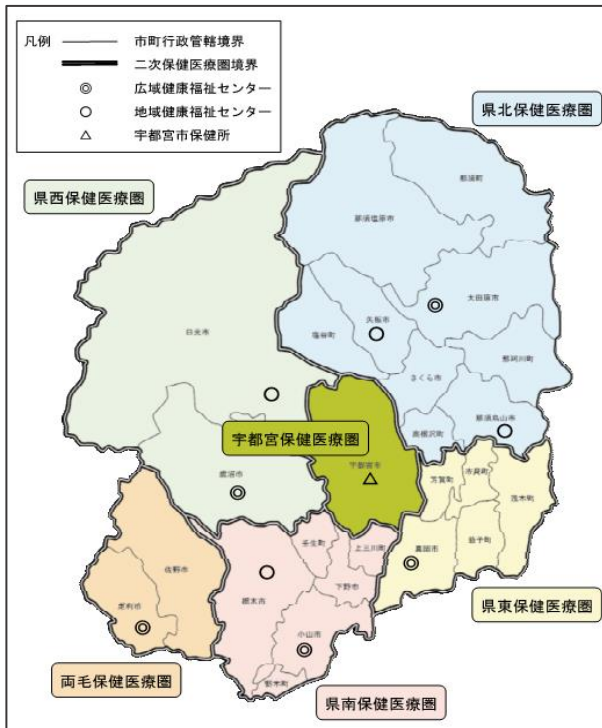 凡例
市町行政管轄境界
二次保健医療圏境界
広域健康福祉センター
地域健康福祉センター
宇都宮市保健所
県北保健医療圏
那須町
県西保健医療圏
那須塩原市
大田原市
矢板市
日光市
塩谷町
那珂川町
さくら市
那須烏山市
高根沢町
宇都宮保健医療圏
宇都宮市
市貝町
芳賀町
茂木町
鹿沼市
壬生町
上三川町
真岡市
益子町
佐野市
下野市
栃木市
足利市
小山市
県東保健医療圏
野木町
両毛保健医療圏
県南保健医療圏